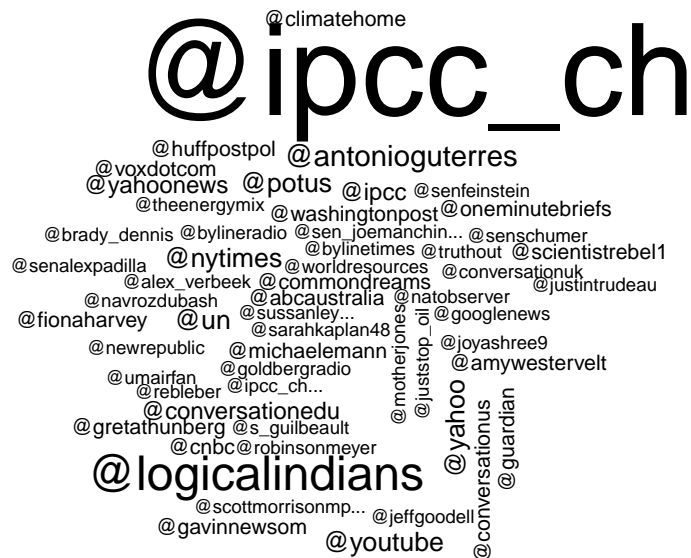 @climatehome
@ipcc_ch
@huffpostpol
@antonioguterres
@voxdotcom
@yahoonews
@potus
@ipcc
@senfeinstein
@theenergymix
@washingtonpost
@oneminutebriefs
@brady_dennis
@bylineradio
@sen_joemanchin...
@senschumer
@bylinetimes
@truthout
@scientistrebel1
@senalexpadilla
@nytimes
@worldresources
@conversationuk
@alex_verbeek
@commondreams
@justintrudeau
@navrozdubash
@abcaustralia
@natobserver
@fionaharvey
@un
@sussanley...
@googlenews
@sarahkaplan48
@motherjones
@juststop_oil
@newrepublic
@michaelemann
@joyashree9
@goldbergradio
@amywestervelt
@umairfan
@rebleber
@ipcc_ch...
@yahoo
@conversationus
@guardian
@conversationedu
@gretathunberg
@s_guilbeault
@cnbc
@robinsonmeyer
@logicalindians
@scottmorrisonmp...
@jeffgoodell
@gavinnewsom
@youtube